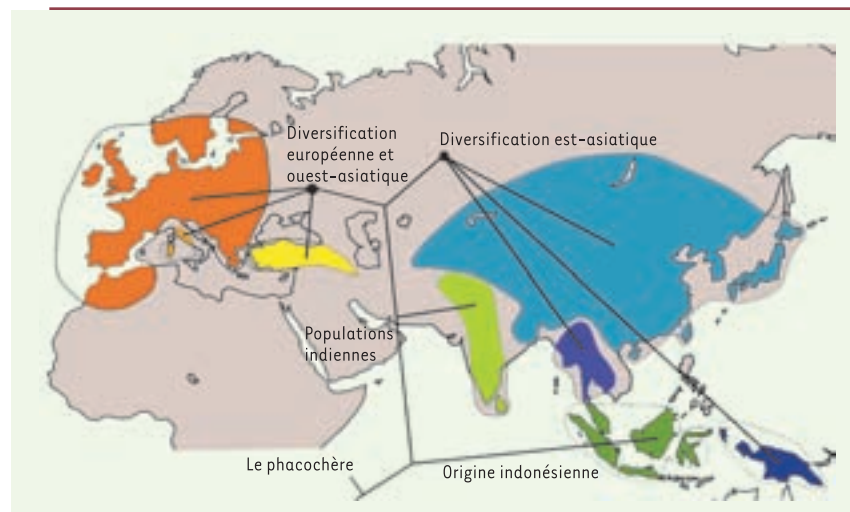 Diversification
européenne et
ouest-asiatique
Diversification est-asiatique
Populations
indiennes
Le phacochère
Origine indonésienne